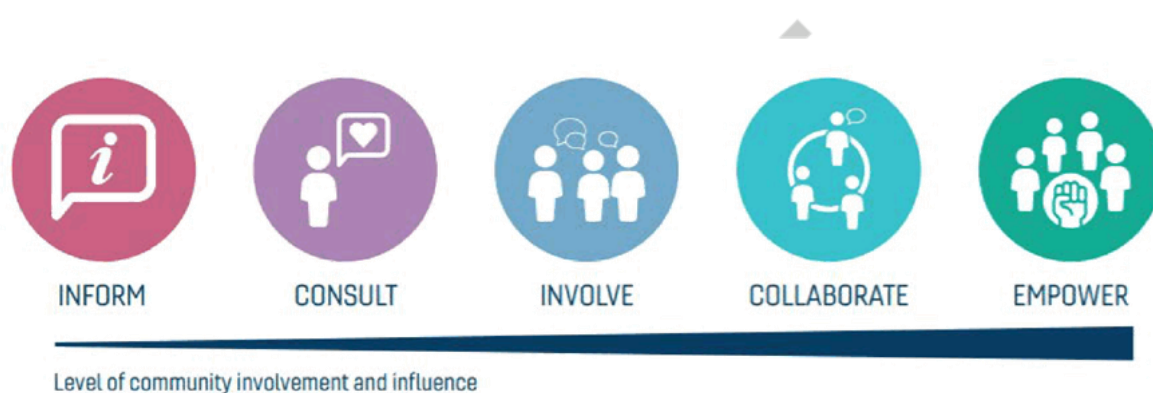 i
INFORM
CONSULT
INVOLVE
COLLABORATE
EMPOWER
Level of community involvement and influence